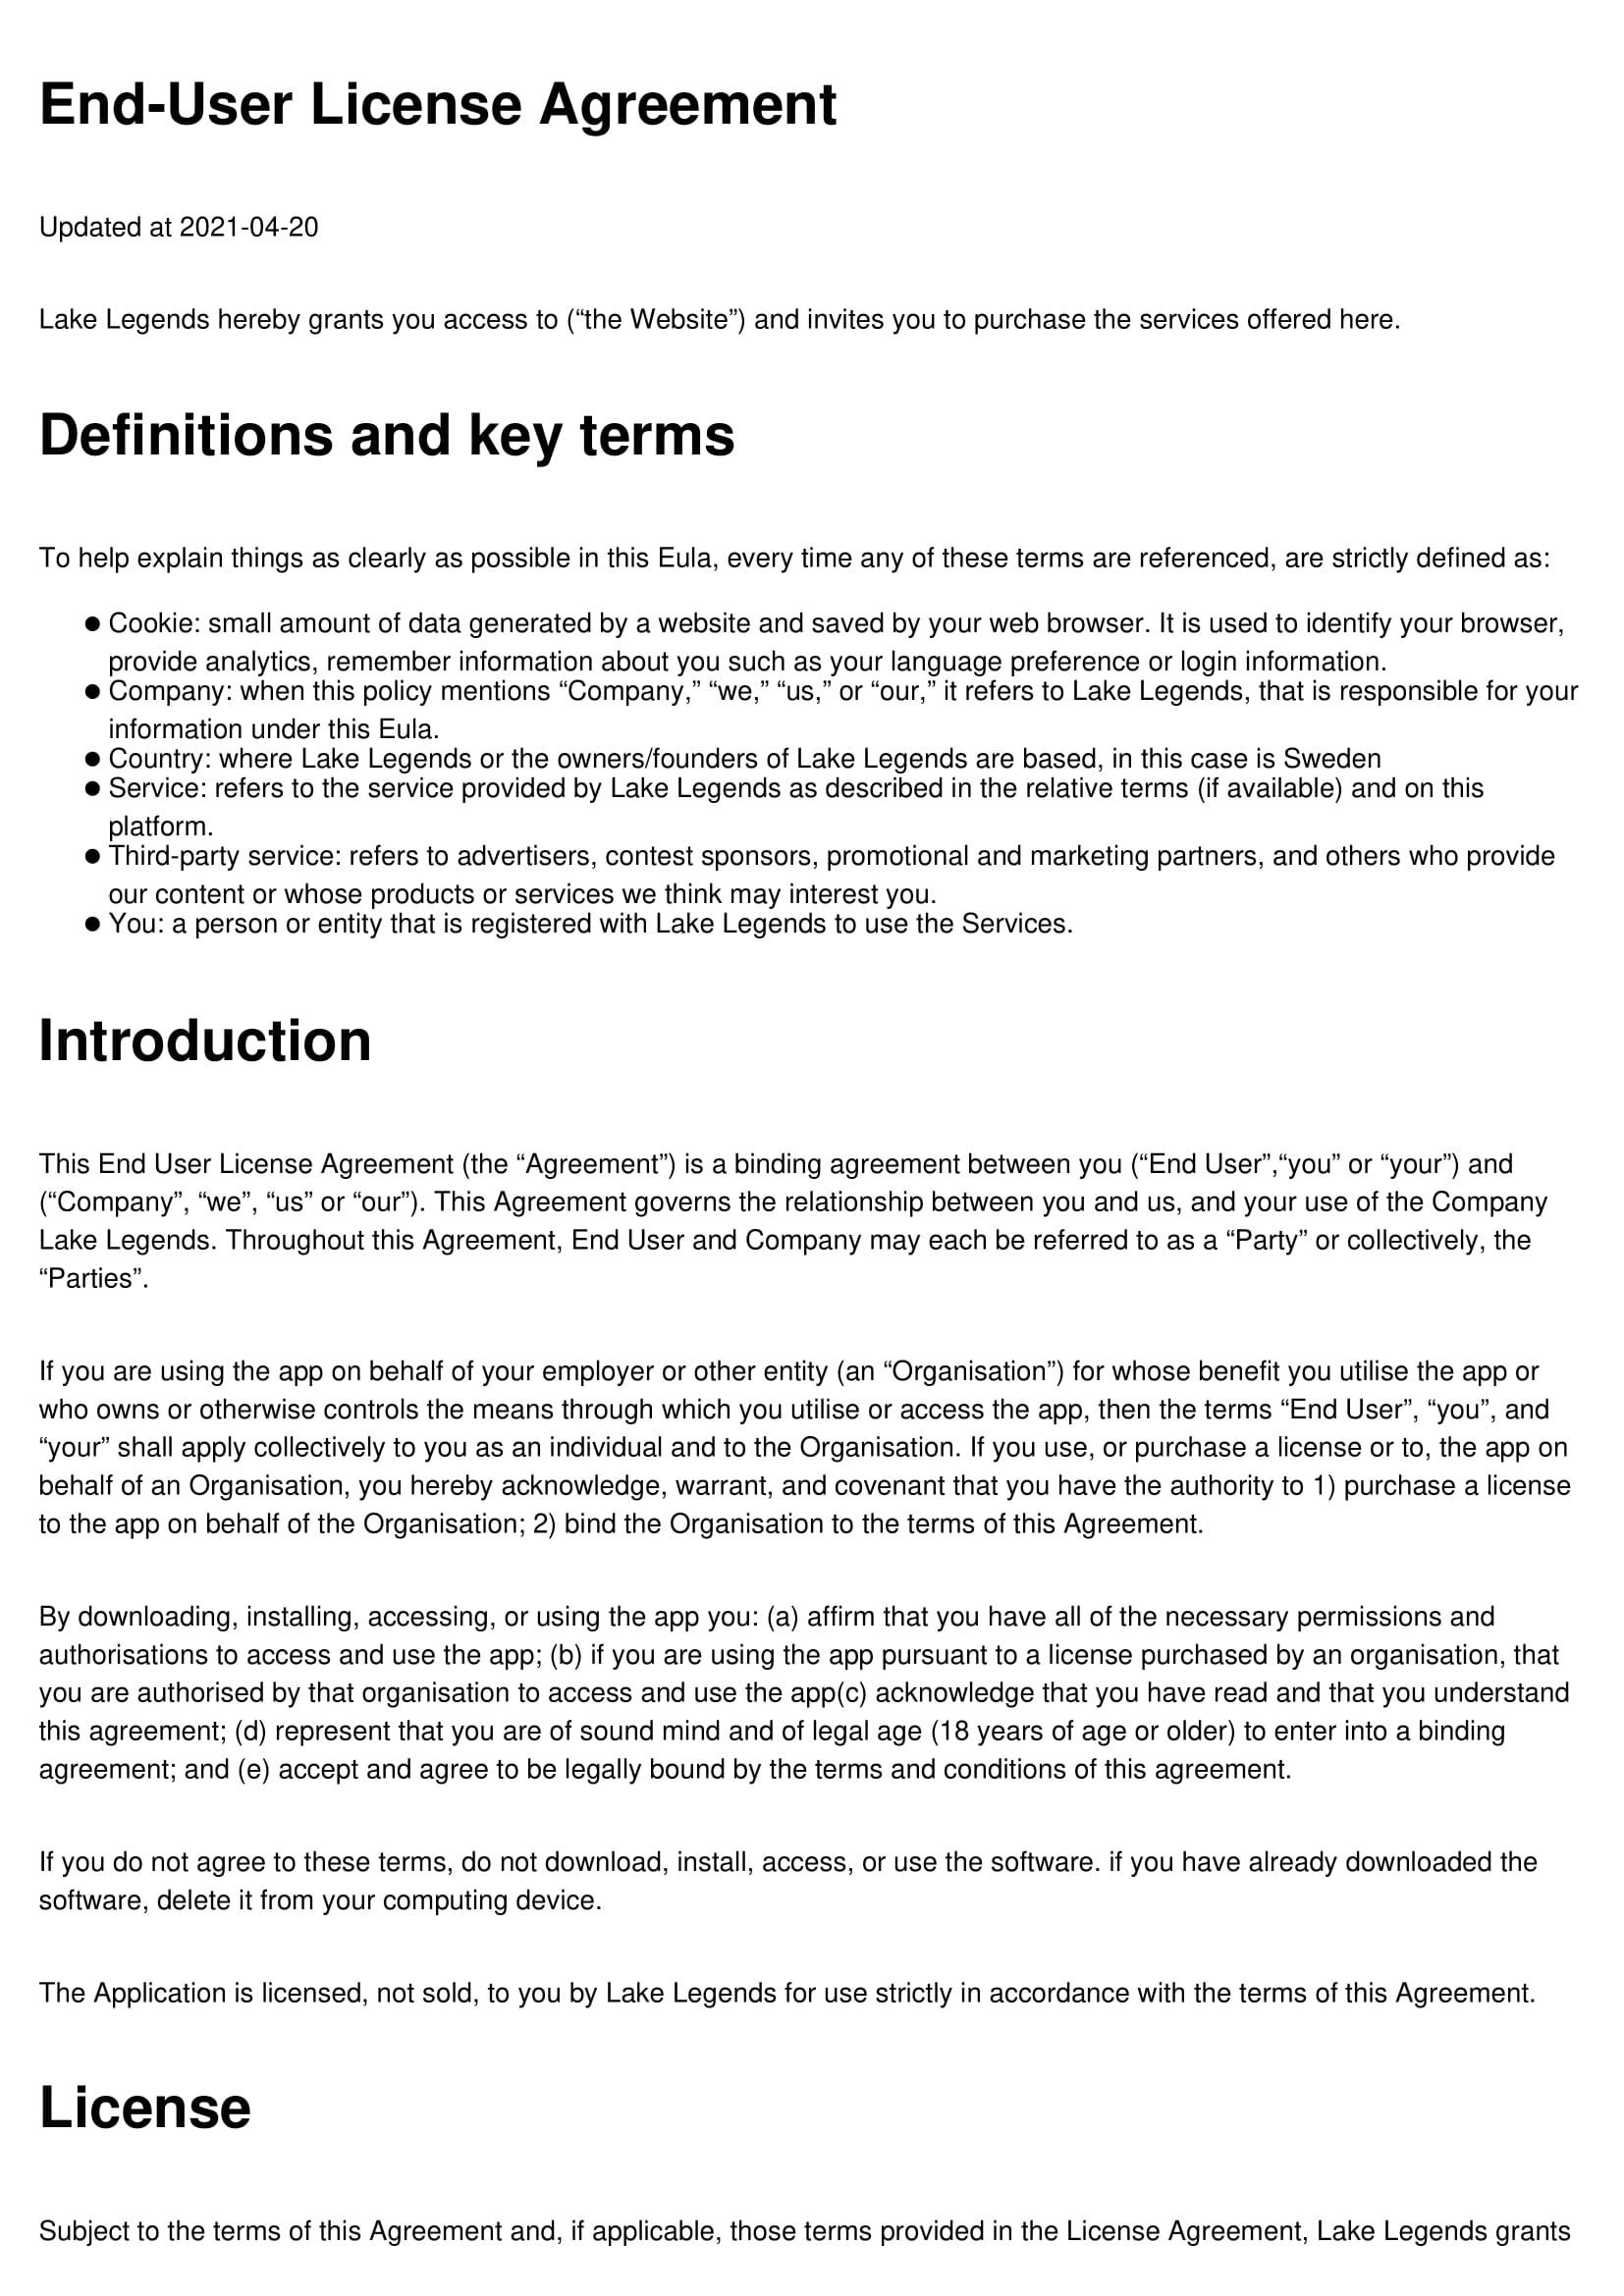 End-User License Agreement
Updated at 2021-04-20
Lake Legends hereby grants you access to (“the Website”) and invites you to purchase the services offered here.
Definitions and key terms
To help explain things as clearly as possible in this Eula, every time any of these terms are referenced, are strictly defined as:
● Cookie: small amount of data generated by a website and saved by your web browser. It is used to identify your browser,
provide analytics, remember information about you such as your language preference or login information.
● Company: when this policy mentions “Company,” “we,” “us,” or “our,” it refers to Lake Legends, that is responsible for your
information under this Eula.
● Country: where Lake Legends or the owners/founders of Lake Legends are based, in this case is Sweden
● Service: refers to the service provided by Lake Legends as described in the relative terms (if available) and on this
platform.
● Third-party service: refers to advertisers, contest sponsors, promotional and marketing partners, and others who provide
our content or whose products or services we think may interest you.
● You: a person or entity that is registered with Lake Legends to use the Services.
Introduction
This End User License Agreement (the “Agreement”) is a binding agreement between you (“End User”,“you” or “your”) and
(“Company”, “we”, “us” or “our”). This Agreement governs the relationship between you and us, and your use of the Company
Lake Legends. Throughout this Agreement, End User and Company may each be referred to as a “Party” or collectively, the
“Parties”.
If you are using the app on behalf of your employer or other entity (an “Organisation”) for whose benefit you utilise the app or
who owns or otherwise controls the means through which you utilise or access the app, then the terms “End User”, “you”, and
“your” shall apply collectively to you as an individual and to the Organisation. If you use, or purchase a license or to, the app on
behalf of an Organisation, you hereby acknowledge, warrant, and covenant that you have the authority to 1) purchase a license
to the app on behalf of the Organisation; 2) bind the Organisation to the terms of this Agreement.
By downloading, installing, accessing, or using the app you: (a) affirm that you have all of the necessary permissions and
authorisations to access and use the app; (b) if you are using the app pursuant to a license purchased by an organisation, that
you are authorised by that organisation to access and use the app(c) acknowledge that you have read and that you understand
this agreement; (d) represent that you are of sound mind and of legal age (18 years of age or older) to enter into a binding
agreement; and (e) accept and agree to be legally bound by the terms and conditions of this agreement.
If you do not agree to these terms, do not download, install, access, or use the software. if you have already downloaded the
software, delete it from your computing device.
The Application is licensed, not sold, to you by Lake Legends for use strictly in accordance with the terms of this Agreement.
License
Subject to the terms of this Agreement and, if applicable, those terms provided in the License Agreement, Lake Legends grants